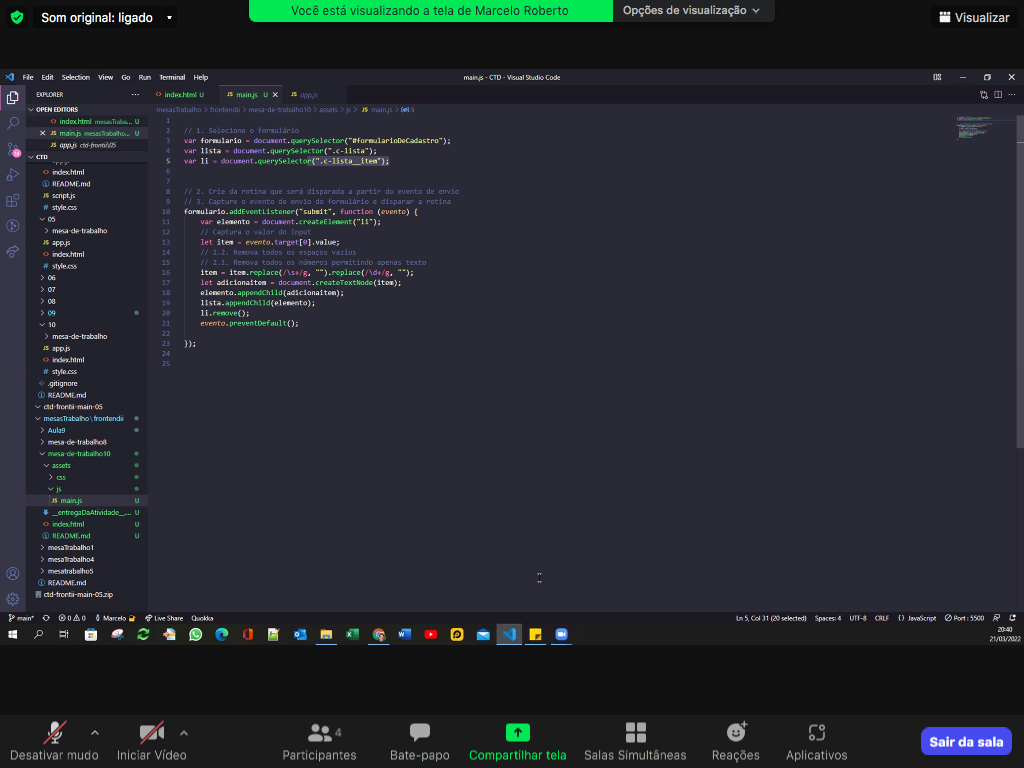 Som original: ligado
Você está visualizando a tela de Marcelo Roberto
Opções de visualização
Visualizar
File Edit Selection View Go Run Terminal Help
main.js - CTD - Visual Studio Code
EXPLORER
index.html U
main.js U
app.js
mesasTrabalho > frontendii > mesa-de-trabalho10 > assets > js > JS main.js > li
OPEN EDITORS
index.html mesasTraba... U
main.js mesasTrabalho... U
app.js ctd-frontii\05
CTD
index.html
README.md
script.js
style.css
05
mesa-de-trabalho
app.js
index.html
style.css
06
07
08
09
10
mesa-de-trabalho
app.js
index.html
style.css
.gitignore
README.md
ctd-frontii-main-05
mesasTrabalho\frontendii
Aula9
mesa-de-trabalho8
mesa-de-trabalho10
assets
css
js
main.js U
__entregaDaAtividade__... U
index.html U
README.md U
mesaTrabalho1
mesaTrabalho4
mesatrabalho5
README.md
ctd-frontii-main-05.zip
1
2 // 1. Selecione o formulário
3 var formulario = document.querySelector("#formularioDeCadastro");
4 var lista = document.querySelector(".c-lista");
5 var li = document.querySelector(".c-lista__item");
6
7
8 // 2. Crie da rotina que será disparada a partir do evento de envio
9 // 3. Capture o evento de envio do formulário e disparar a rotina
10 formulario.addEventListener("submit", function (evento) {
11 var elemento = document.createElement("li");
12 // Captura o valor do input
13 let item = evento.target[0].value;
14 // 2.2. Remova todos os espaços vazios
15 // 2.1. Remova todos os números permitindo apenas texto
16 item = item.replace(/\s+/g, "").replace(/\d+/g, "");
17 let adicionaitem = document.createTextNode(item);
18 elemento.appendChild(adicionaitem);
19 lista.appendChild(elemento);
20 li.remove();
21 evento.preventDefault();
22
23 });
24
25
main* 0 0 Marcelo Live Share Quokka
Ln 5, Col 31 (20 selected) Spaces: 4 UTF-8 CRLF JavaScript Port : 5500
20:40
21/03/2022
Desativar mudo
Iniciar Vídeo
4
Participantes
Bate-papo
Compartilhar tela
Salas Simultâneas
Reações
Aplicativos
Sair da sala